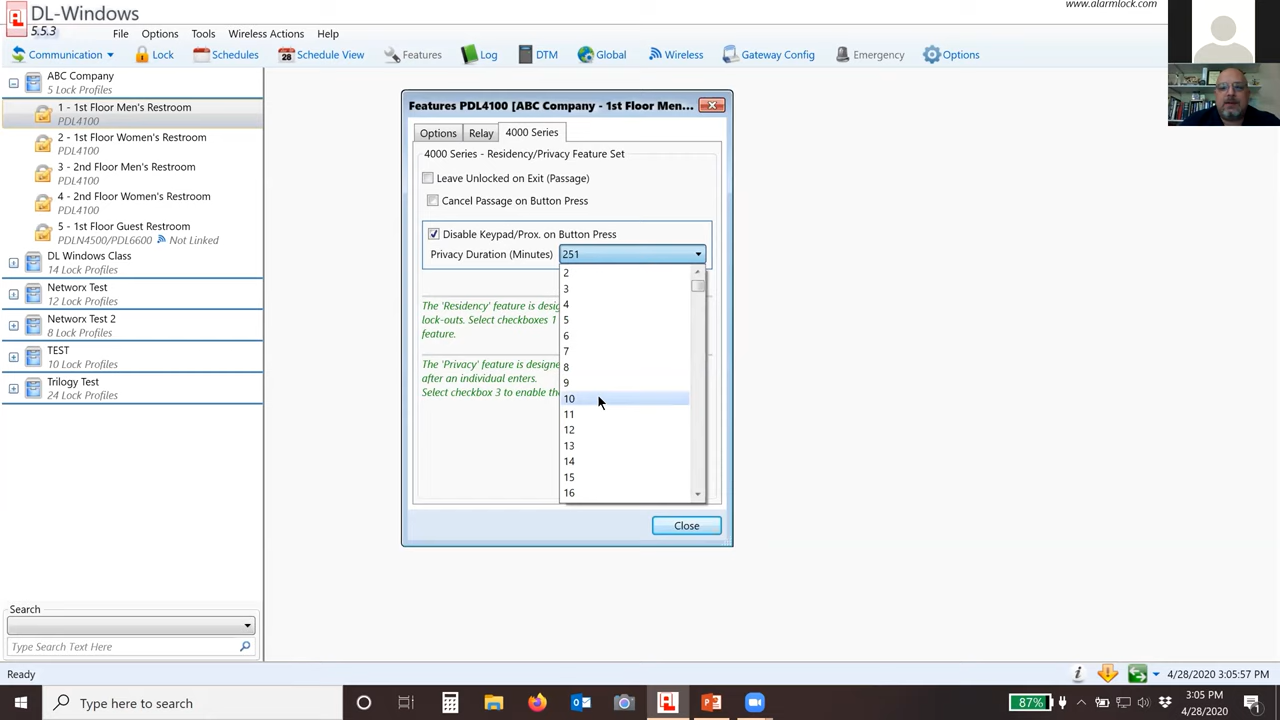 DL-Windows
5.5.3
www.alarmlock.com
File Options Tools Wireless Actions Help
Communication Lock Schedules 28 Schedule View Features Log DTM Global Wireless Gateway Config Emergency Options
ABC Company
5 Lock Profiles
1 - 1st Floor Men's Restroom
PDL4100
2 - 1st Floor Women's Restroom
PDL4100
3 - 2nd Floor Men's Restroom
PDL4100
4 - 2nd Floor Women's Restroom
PDL4100
5 - 1st Floor Guest Restroom
PDLN4500/PDL6600 Not Linked
DL Windows Class
14 Lock Profiles
Networx Test
12 Lock Profiles
Networx Test 2
8 Lock Profiles
TEST
10 Lock Profiles
Trilogy Test
24 Lock Profiles
Features PDL4100 [ABC Company - 1st Floor Men...
Options Relay 4000 Series
4000 Series - Residency/Privacy Feature Set
Leave Unlocked on Exit (Passage)
Cancel Passage on Button Press
Disable Keypad/Prox. on Button Press
Privacy Duration (Minutes) 251
2
3
4
5
6
7
8
9
10
11
12
13
14
15
16
The 'Residency' feature is desig
lock-outs. Select checkboxes 1
feature.
The 'Privacy' feature is designe
after an individual enters.
Select checkbox 3 to enable the
Close
Search
Type Search Text Here
Ready
4/28/2020 3:05:57 PM
Type here to search
87%
3:05 PM
4/28/2020
1